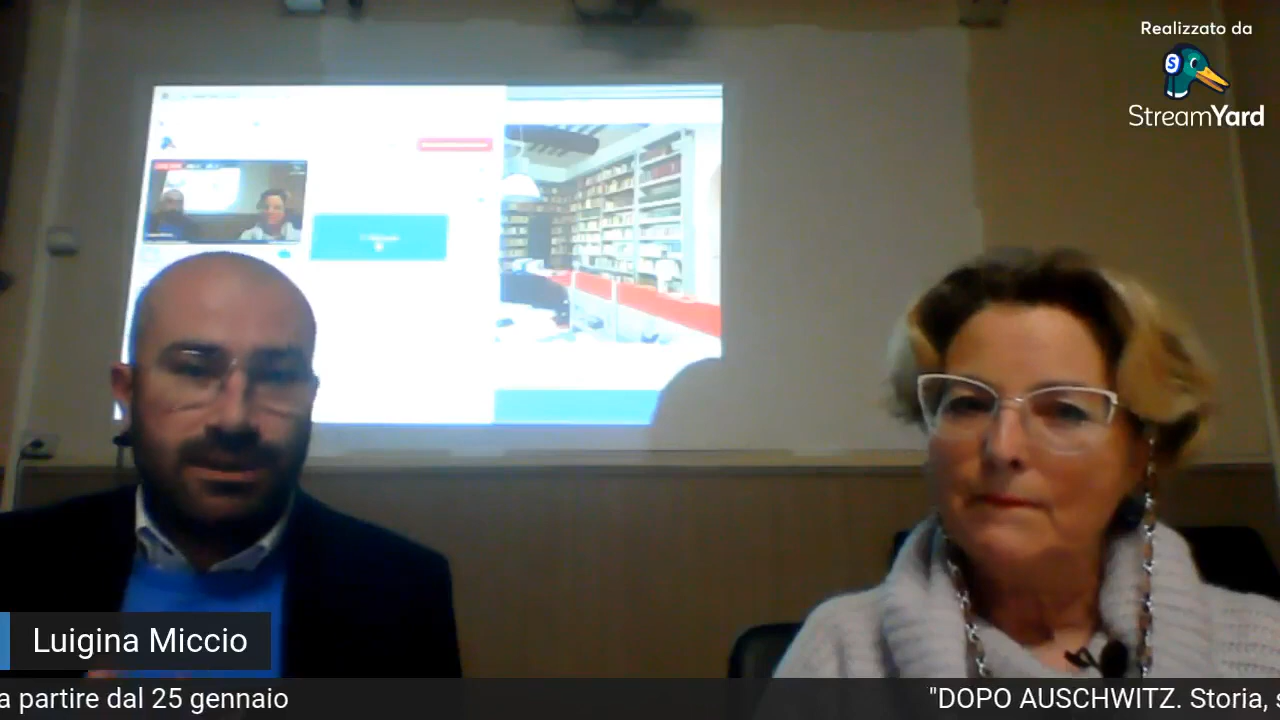 Realizzato da
S
StreamYard
Luigina Miccio
a partire dal 25 gennaio
"DOPO AUSCHWITZ. Storia, s